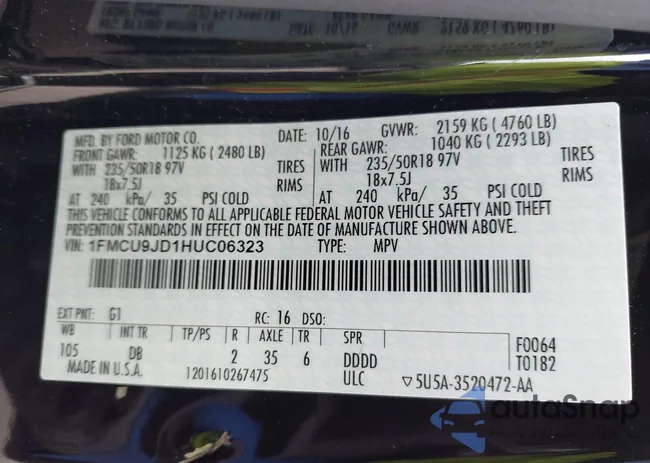 MFD. BY FORD MOTOR CO. DATE: 10/16 GVWR: 2159 KG ( 4760 LB)
FRONT GAWR: 1125 KG ( 2480 LB) REAR GAWR: 1040 KG ( 2293 LB)
WITH 235/50R18 97V TIRES WITH 235/50R18 97V TIRES
18x7.5J RIMS 18x7.5J RIMS
AT 240 kPa/ 35 PSI COLD AT 240 kPa/ 35 PSI COLD
THIS VEHICLE CONFORMS TO ALL APPLICABLE FEDERAL MOTOR VEHICLE SAFETY AND THEFT
PREVENTION STANDARDS IN EFFECT ON THE DATE OF MANUFACTURE SHOWN ABOVE.
VIN: 1FMCU9JD1HUC06323 TYPE: MPV
EXT PNT: G1 RC: 16 DSO:
WB INT TR TP/PS R AXLE TR SPR F0064
105 DB 2 35 6 DDDD T0182
MADE IN U.S.A. 1201610267475 ULC ▽5U5A-3520472-AA
autoSnap